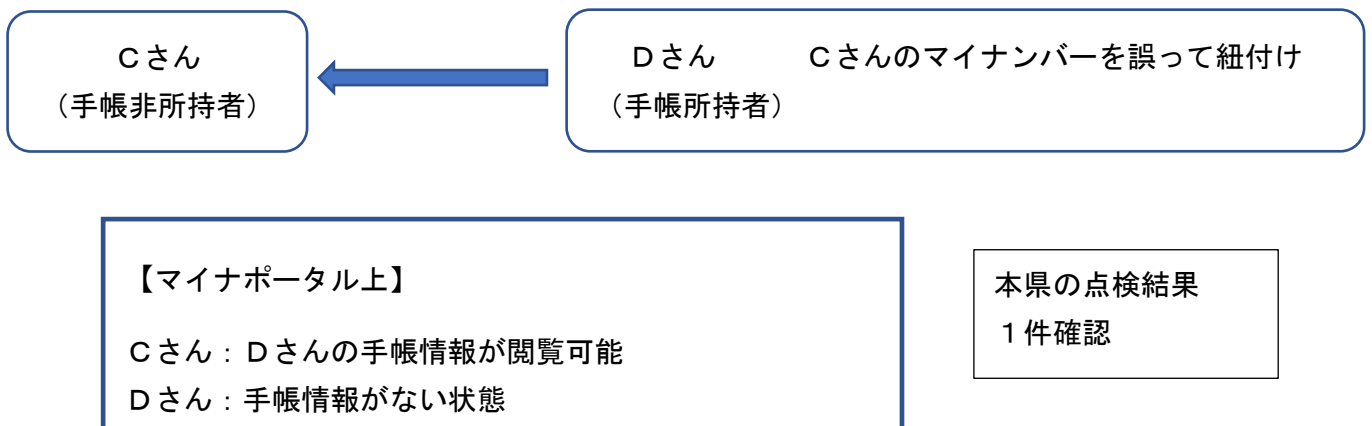 Cさん
（手帳非所持者）
Dさん　　Cさんのマイナンバーを誤って紐付け
（手帳所持者）
【マイナポータル上】
Cさん：Dさんの手帳情報が閲覧可能
Dさん：手帳情報がない状態
本県の点検結果
１件確認